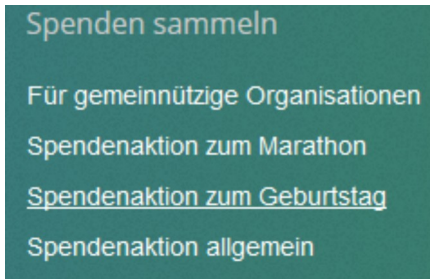 Spenden sammeln
Für gemeinnützige Organisationen
Spendenaktion zum Marathon
Spendenaktion zum Geburtstag
Spendenaktion allgemein